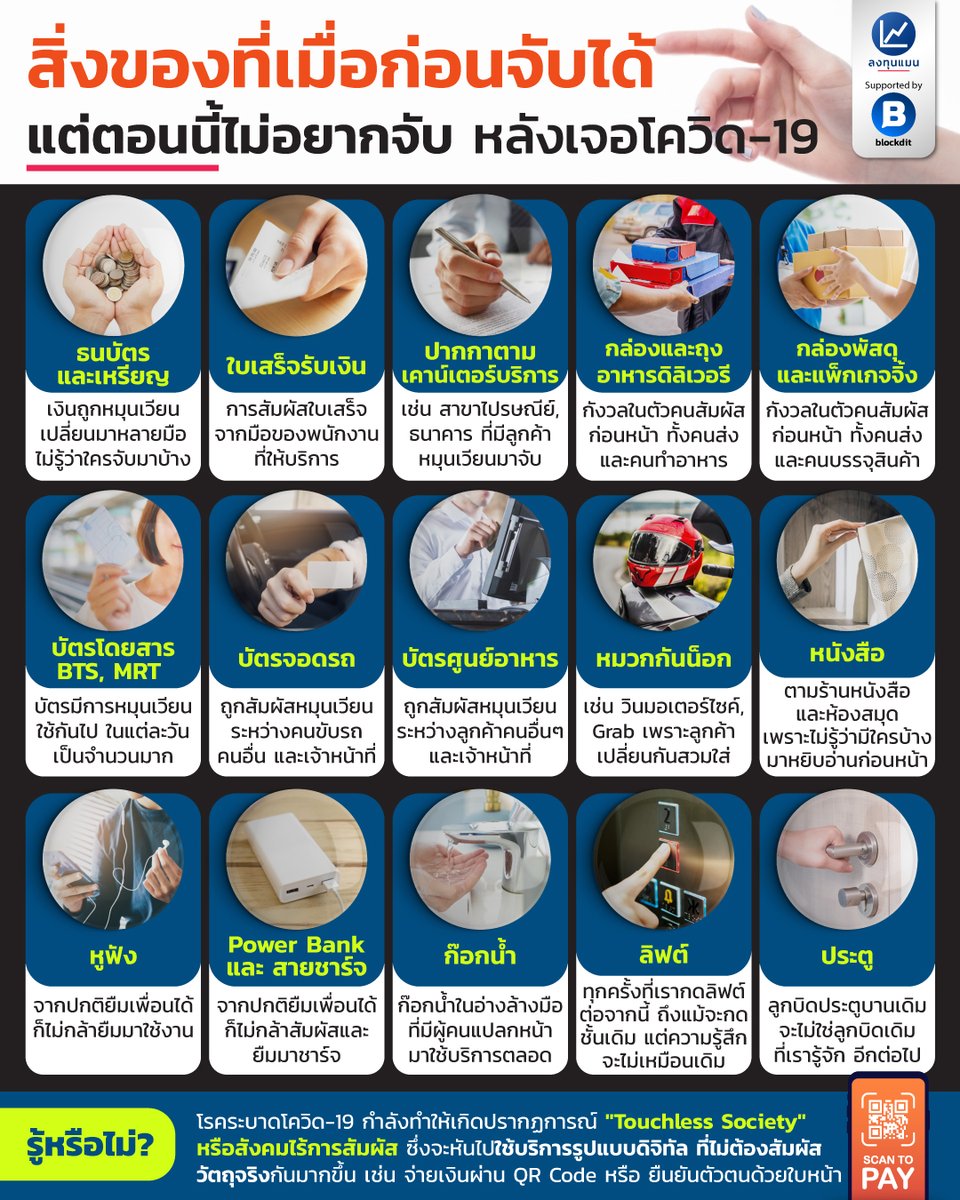 สิ่งของที่เมื่อก่อนจับได้
แต่ตอนนี้ไม่อยากจับ หลังเจอโควิด-19
ลงทุนแมน
Supported by
B
blockdit
ธนบัตร
และเหรียญ
เงินถูกหมุนเวียน
เปลี่ยนมาหลายมือ
ไม่รู้ว่าใครจับมาบ้าง
ใบเสร็จรับเงิน
การสัมผัสใบเสร็จ
จากมือของพนักงาน
ที่ให้บริการ
ปากกาตาม
เคาน์เตอร์บริการ
เช่น สาขาไปรษณีย์,
ธนาคาร ที่มีลูกค้า
หมุนเวียนมาจับ
กล่องและถุง
อาหารดิลิเวอรี
กังวลในตัวคนสัมผัส
ก่อนหน้า ทั้งคนส่ง
และคนทำอาหาร
กล่องพัสดุ
และแพ็กเกจจิ้ง
กังวลในตัวคนสัมผัส
ก่อนหน้า ทั้งคนส่ง
และคนบรรจุสินค้า
บัตรโดยสาร
BTS, MRT
บัตรมีการหมุนเวียน
ใช้กันไป ในแต่ละวัน
เป็นจำนวนมาก
บัตรจอดรถ
ถูกสัมผัสหมุนเวียน
ระหว่างคนขับรถ
คนอื่น และเจ้าหน้าที่
บัตรศูนย์อาหาร
ถูกสัมผัสหมุนเวียน
ระหว่างลูกค้าคนอื่นๆ
และเจ้าหน้าที่
หมวกกันน็อก
เช่น วินมอเตอร์ไซค์,
Grab เพราะลูกค้า
เปลี่ยนกันสวมใส่
หนังสือ
ตามร้านหนังสือ
และห้องสมุด
เพราะไม่รู้ว่ามีใครบ้าง
มาหยิบอ่านก่อนหน้า
หูฟัง
จากปกติยืมเพื่อนได้
ก็ไม่กล้ายืมมาใช้งาน
Power Bank
และ สายชาร์จ
จากปกติยืมเพื่อนได้
ก็ไม่กล้าสัมผัสและ
ยืมมาชาร์จ
ก๊อกน้ำ
ก๊อกน้ำในอ่างล้างมือ
ที่มีผู้คนแปลกหน้า
มาใช้บริการตลอด
ลิฟต์
ทุกครั้งที่เรากดลิฟต์
ต่อจากนี้ ถึงแม้จะกด
ชั้นเดิม แต่ความรู้สึก
จะไม่เหมือนเดิม
ประตู
ลูกบิดประตูบานเดิม
จะไม่ใช่ลูกบิดเดิม
ที่เรารู้จัก อีกต่อไป
รู้หรือไม่?
โรคระบาดโควิด-19 กำลังทำให้เกิดปรากฏการณ์ "Touchless Society"
หรือสังคมไร้การสัมผัส ซึ่งจะหันไปใช้บริการรูปแบบดิจิทัล ที่ไม่ต้องสัมผัส
วัตถุจริงกันมากขึ้น เช่น จ่ายเงินผ่าน QR Code หรือ ยืนยันตัวตนด้วยใบหน้า
SCAN TO
PAY